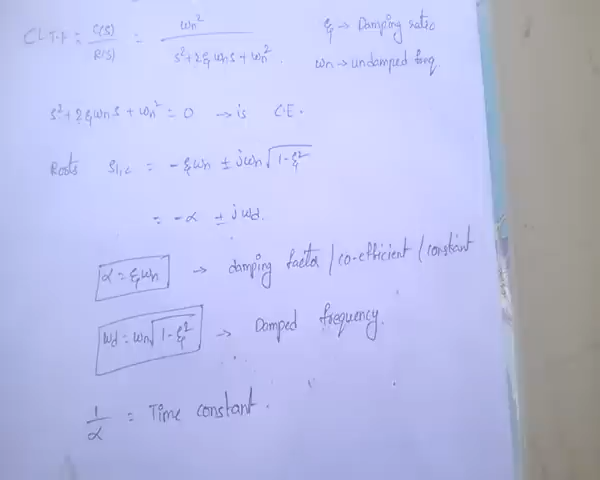 CLT.F = C(S)/R(S) = ωn²/(s²+2ξωns+ωn²) ξ → Damping ratio
ωn → undamped freq.
s²+2ξωns+ωn² = 0 → is C.E.
Roots S1,2 = -ξωn ± jωn√(1-ξ²)
= -α ± jωd.
α = ξωn → damping factor / co-efficient / constant
ωd = ωn√(1-ξ²) → Damped frequency.
1/α = Time constant.